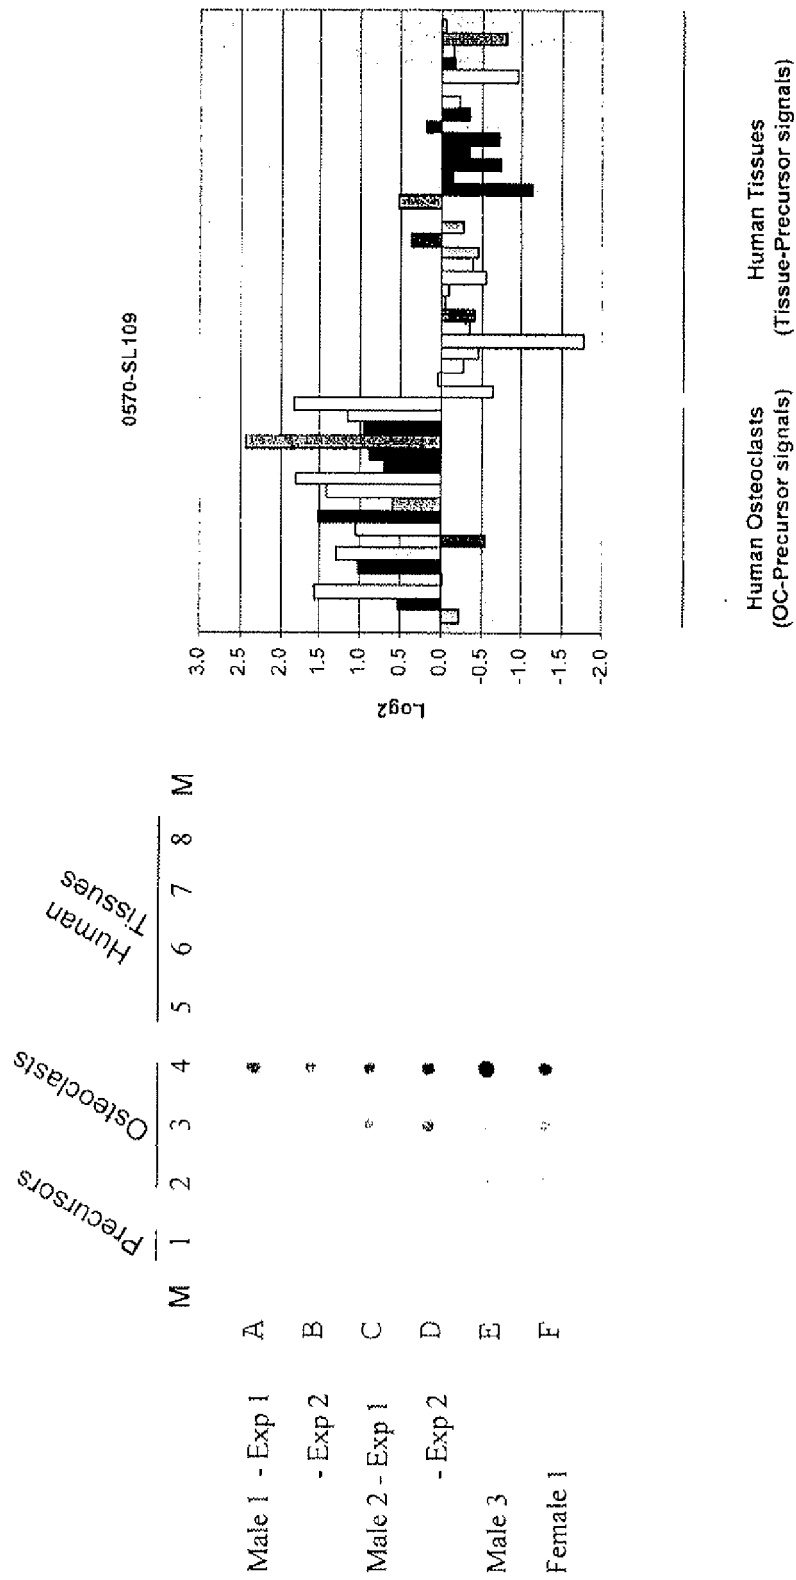 Precursors
Osteoclasts
Human
Tissues
M 1 2 3 4 5 6 7 8 M
Male 1 - Exp 1 A
- Exp 2 B
Male 2 - Exp 1 C
- Exp 2 D
Male 3 E
Female 1 F
0570-SL109
3.0
2.5
2.0
1.5
1.0
0.5
0.0
-0.5
-1.0
-1.5
-2.0
Log2
Human Osteoclasts
(OC-Precursor signals)
Human Tissues
(Tissue-Precursor signals)